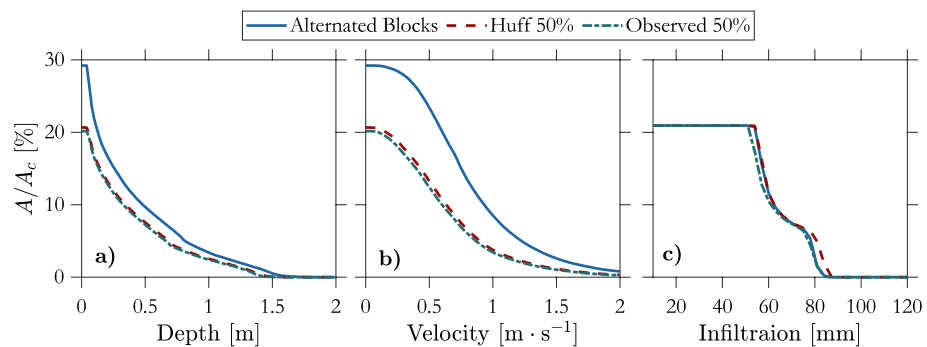 Alternated Blocks Huff 50% Observed 50%
A/A_c [%]
30
20
10
0
a)
0 0.5 1 1.5 2
Depth [m]
b)
0 0.5 1 1.5 2
Velocity [m · s⁻¹]
c)
20 40 60 80 100 120
Infiltraion [mm]